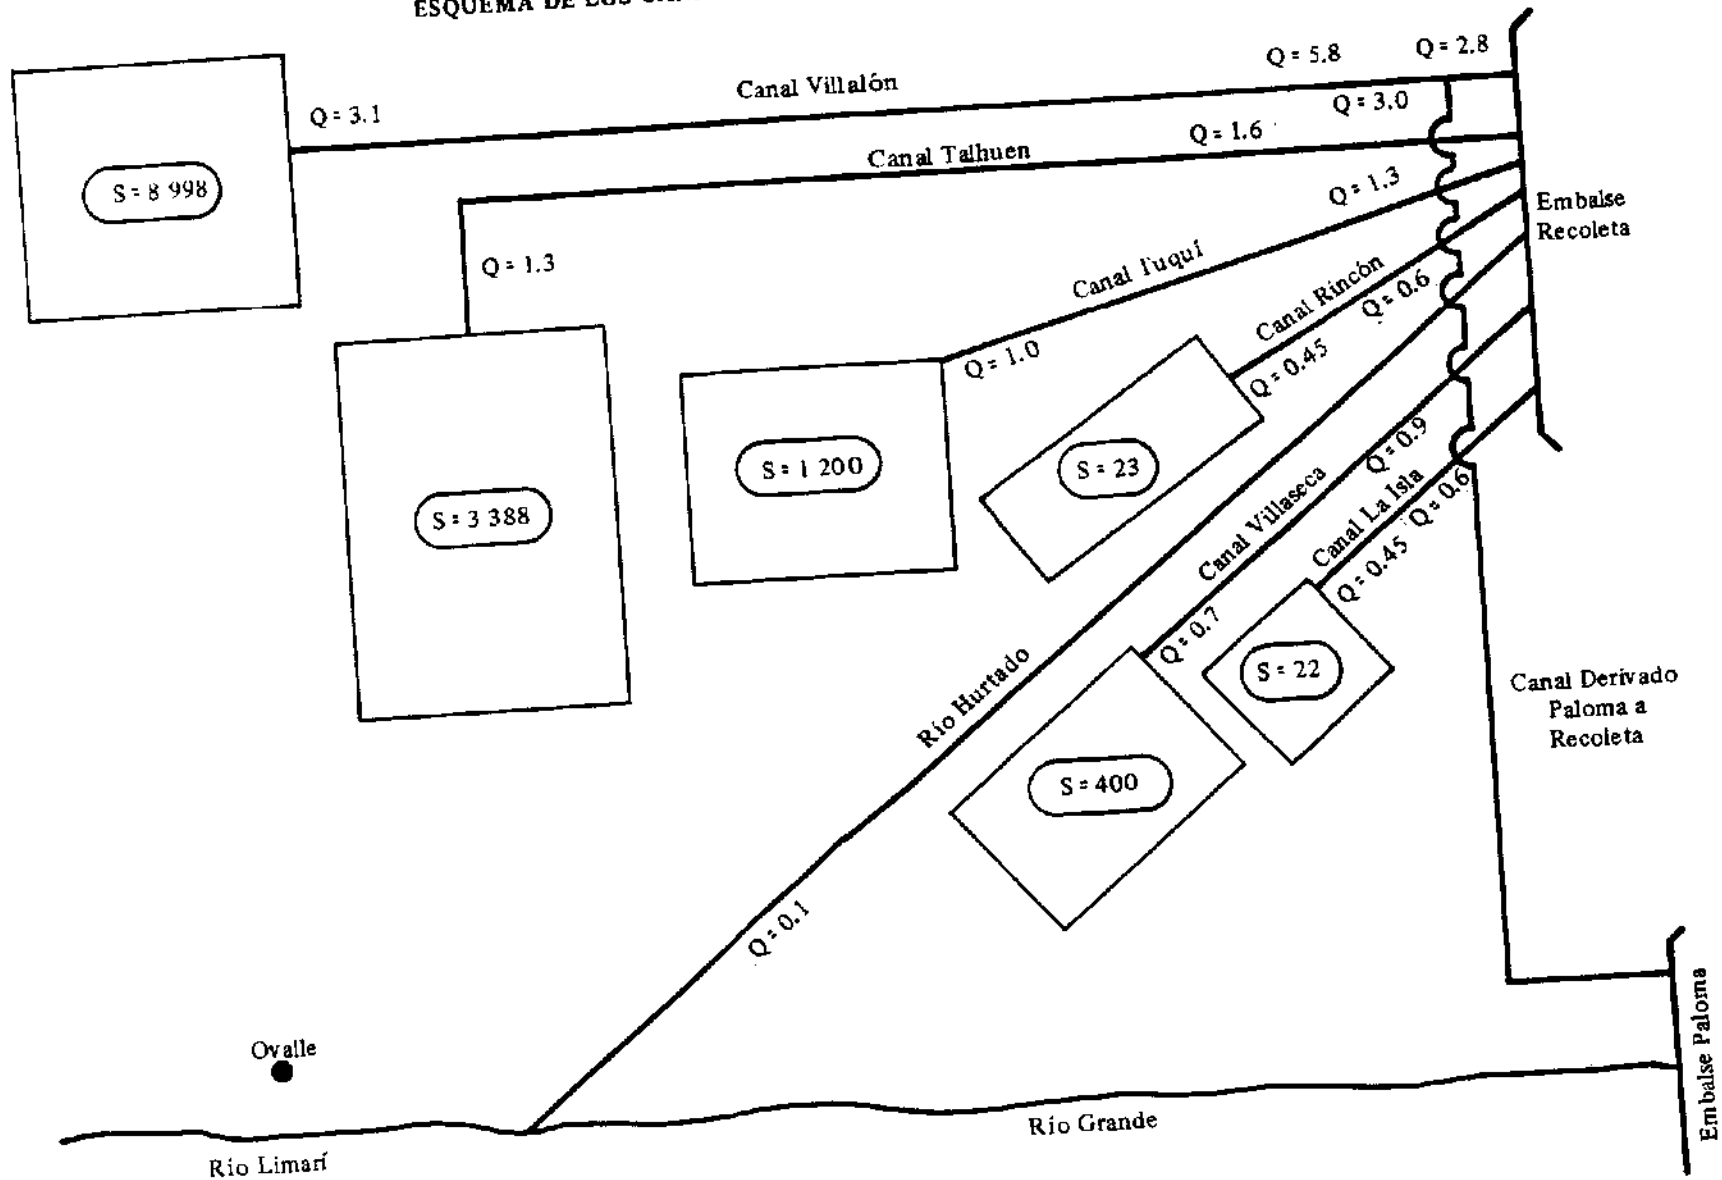 ESQUEMA DE LOS
Q = 5.8
Q = 2.8
Canal Villalón
Q = 3.1
Q = 3.0
Q = 1.6
Canal Talhuen
S = 8 998
Q = 1.3
Embalse
Recoleta
Q = 1.3
Canal Tuquí
Canal Rincón
Q = 0.6
Q = 1.0
Q = 0.45
S = 1 200
S = 23
S = 3 388
Q = 0.9
Canal Villaseca
Canal La Isla
Q = 0.6
Q = 0.45
Q = 0.7
S = 22
Río Hurtado
Canal Derivado
Paloma a
Recoleta
S = 400
Q = 0.1
Embalse Paloma
Ovalle
Río Grande
Río Limarí